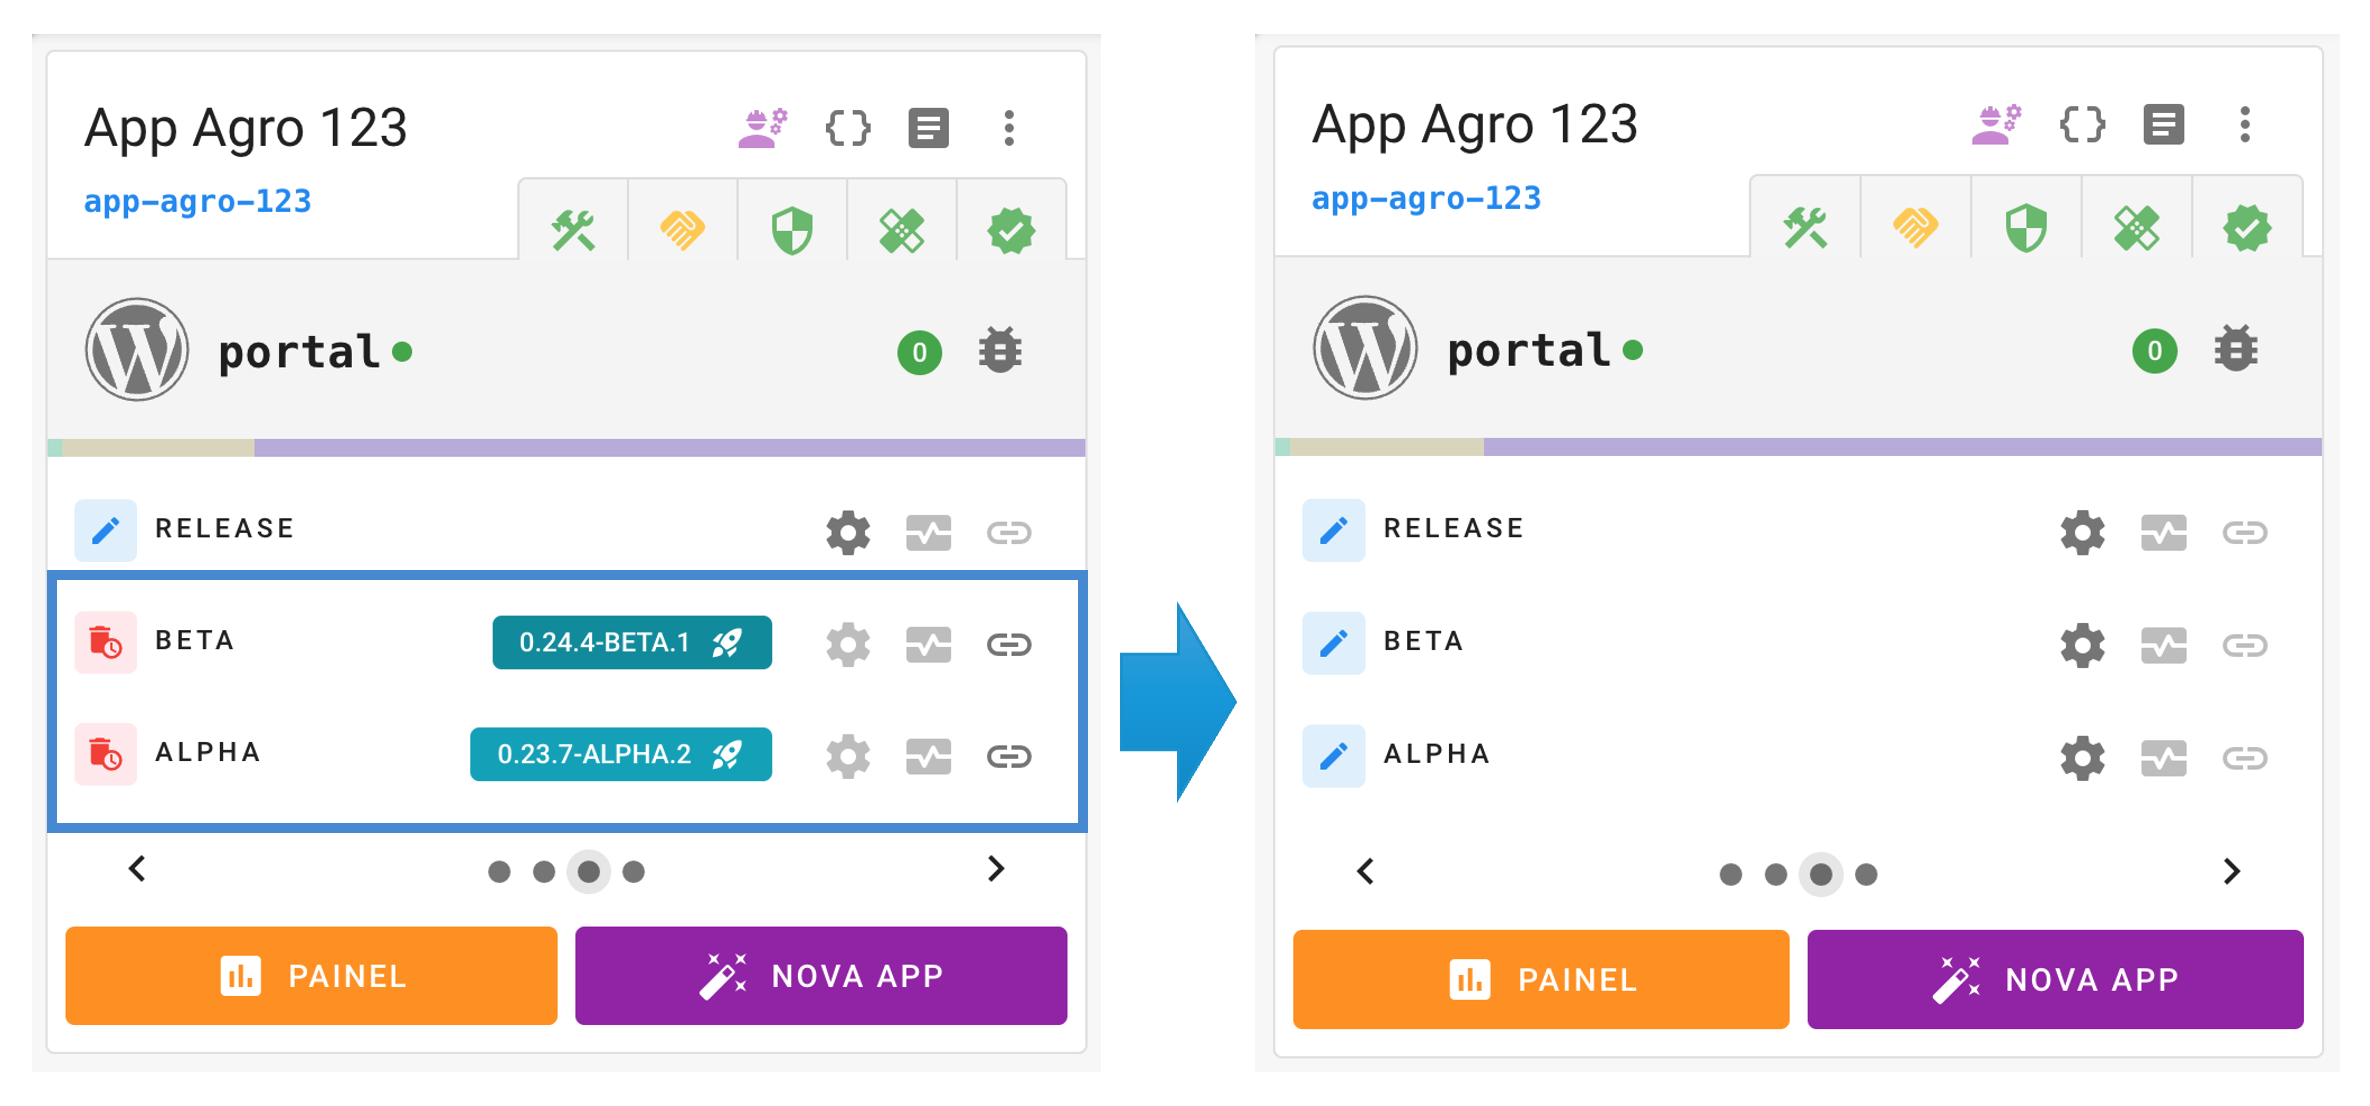 App Agro 123
app-agro-123
portal
0
RELEASE
BETA
0.24.4-BETA.1
ALPHA
0.23.7-ALPHA.2
PAINEL
NOVA APP
App Agro 123
app-agro-123
portal
0
RELEASE
BETA
ALPHA
PAINEL
NOVA APP